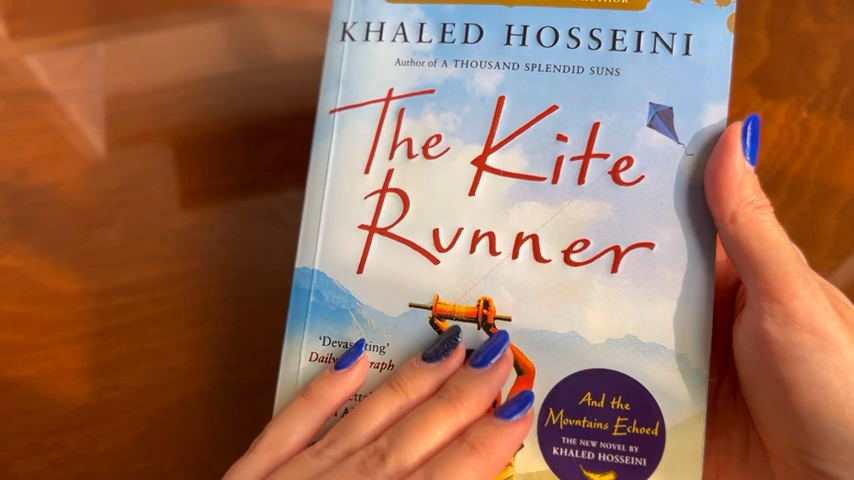 KHALED HOSSEINI
Author of A THOUSAND SPLENDID SUNS
The Kite
Runner
Daily
And the
Mountains Echoed
THE NEW NOVEL BY
KHALED HOSSEINI